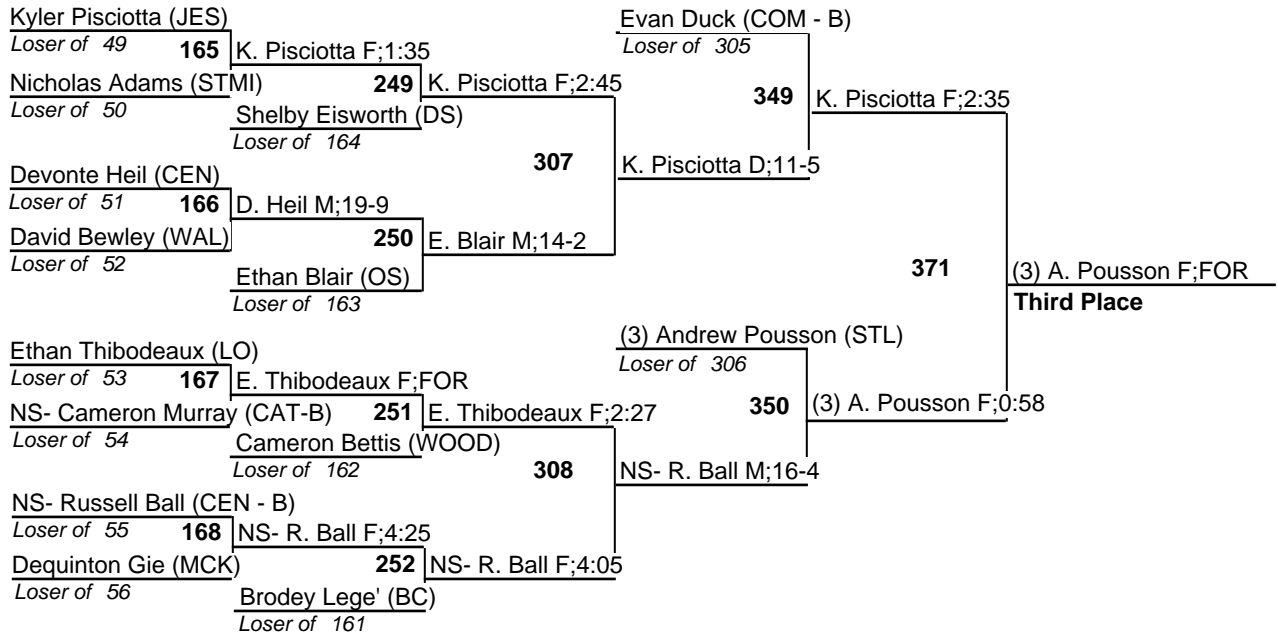 Kyler Pisciotta (JES)
Loser of 49
165
K. Pisciotta F;1:35
Nicholas Adams (STMI)
Loser of 50
249
K. Pisciotta F;2:45
Shelby Eisworth (DS)
Loser of 164
307
Devonte Heil (CEN)
Loser of 51
166
D. Heil M;19-9
David Bewley (WAL)
Loser of 52
250
E. Blair M;14-2
Ethan Blair (OS)
Loser of 163
Evan Duck (COM - B)
Loser of 305
349
K. Pisciotta F;2:35
K. Pisciotta D;11-5
371
(3) A. Pousson F;FOR
Third Place
Ethan Thibodeaux (LO)
Loser of 53
167
E. Thibodeaux F;FOR
NS- Cameron Murray (CAT-B)
Loser of 54
251
E. Thibodeaux F;2:27
Cameron Bettis (WOOD)
Loser of 162
308
NS- Russell Ball (CEN - B)
Loser of 55
168
NS- R. Ball F;4:25
Dequinton Gie (MCK)
Loser of 56
252
NS- R. Ball F;4:05
Brodey Lege' (BC)
Loser of 161
(3) Andrew Pousson (STL)
Loser of 306
350
(3) A. Pousson F;0:58
NS- R. Ball M;16-4